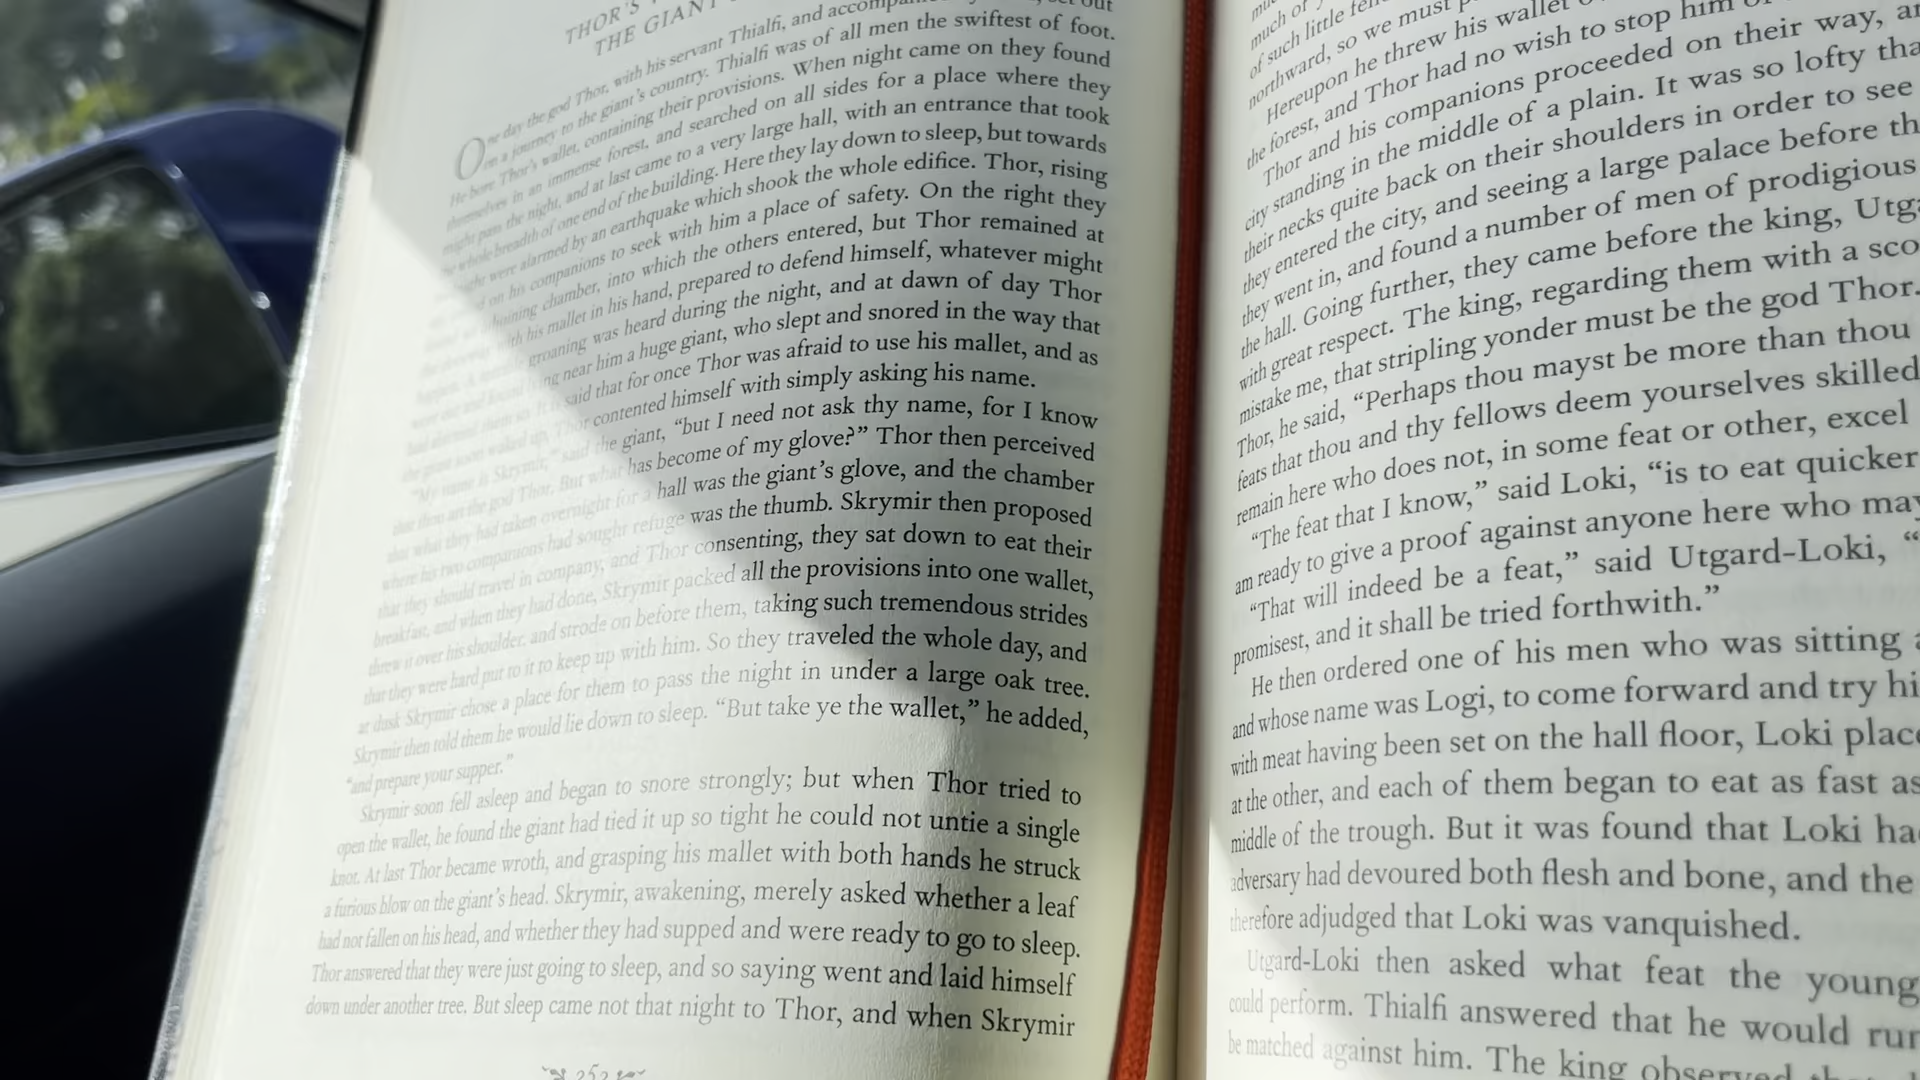 THOR'S
THE GIANT
One day the god Thor, with his servant Thialfi, and
on a journey to the giant's country. Thialfi was of all men the swiftest of foot.
He bore Thor's wallet, containing their provisions. When night came on they found
themselves in an immense forest, and searched on all sides for a place where they
might pass the night, and at last came to a very large hall, with an entrance that took
the whole breadth of one end of the building. Here they lay down to sleep, but towards
were alarmed by an earthquake which shook the whole edifice. Thor, rising
on his companions to seek with him a place of safety. On the right they
chamber, into which the others entered, but Thor remained at
with his mallet in his hand, prepared to defend himself, whatever might
groaning was heard during the night, and at dawn of day Thor
near him a huge giant, who slept and snored in the way that
said that for once Thor was afraid to use his mallet, and as
the giant soon waked up, Thor contented himself with simply asking his name.
"My name is Skrymir," said the giant, "but I need not ask thy name, for I know
that thou art the god Thor. But what has become of my glove?" Thor then perceived
that what they had taken overnight for a hall was the giant's glove, and the chamber
where his two companions had sought refuge was the thumb. Skrymir then proposed
that they should travel in company, and Thor consenting, they sat down to eat their
breakfast, and when they had done, Skrymir packed all the provisions into one wallet,
threw it over his shoulder, and strode on before them, taking such tremendous strides
that they were hard put to it to keep up with him. So they traveled the whole day, and
at dusk Skrymir chose a place for them to pass the night in under a large oak tree.
Skrymir then told them he would lie down to sleep. "But take ye the wallet," he added,
"and prepare your supper."
Skrymir soon fell asleep and began to snore strongly; but when Thor tried to
open the wallet, he found the giant had tied it up so tight he could not untie a single
knot. At last Thor became wroth, and grasping his mallet with both hands he struck
a furious blow on the giant's head. Skrymir, awakening, merely asked whether a leaf
had not fallen on his head, and whether they had supped and were ready to go to sleep.
Thor answered that they were just going to sleep, and so saying went and laid himself
down under another tree. But sleep came not that night to Thor, and when Skrymir
252
much of
of such little
northward, so we must
Hereupon he threw his wallet
the forest, and Thor had no wish to stop him
Thor and his companions proceeded on their way,
city standing in the middle of a plain. It was so lofty
their necks quite back on their shoulders in order to see
they entered the city, and seeing a large palace before
they went in, and found a number of men of prodigious
the hall. Going further, they came before the king,
with great respect. The king, regarding them with a
mistake me, that stripling yonder must be the god Thor.
Thor, he said, "Perhaps thou mayst be more than thou
feats that thou and thy fellows deem yourselves skilled
remain here who does not, in some feat or other, excel
"The feat that I know," said Loki, "is to eat quicker
am ready to give a proof against anyone here who may
"That will indeed be a feat," said Utgard-Loki, "
promisest, and it shall be tried forthwith."
He then ordered one of his men who was sitting
and whose name was Logi, to come forward and try
with meat having been set on the hall floor, Loki
at the other, and each of them began to eat as fast as
middle of the trough. But it was found that Loki
adversary had devoured both flesh and bone, and the
therefore adjudged that Loki was vanquished.
Utgard-Loki then asked what feat the young
could perform. Thialfi answered that he would run
be matched against him. The king observed